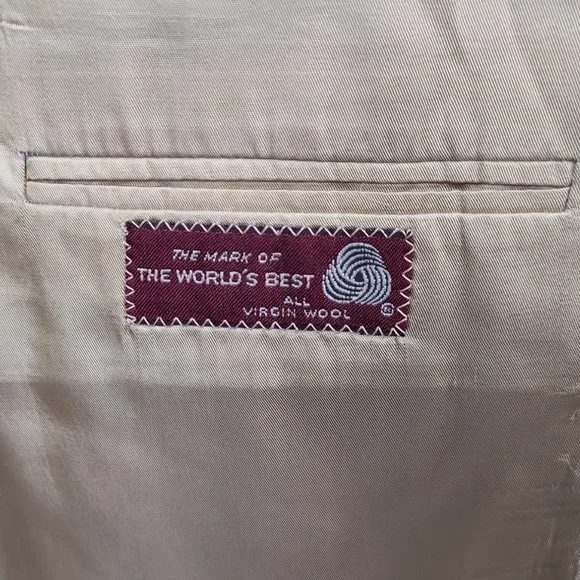 THE MARK OF
THE WORLD'S BEST
ALL
VIRGIN WOOL